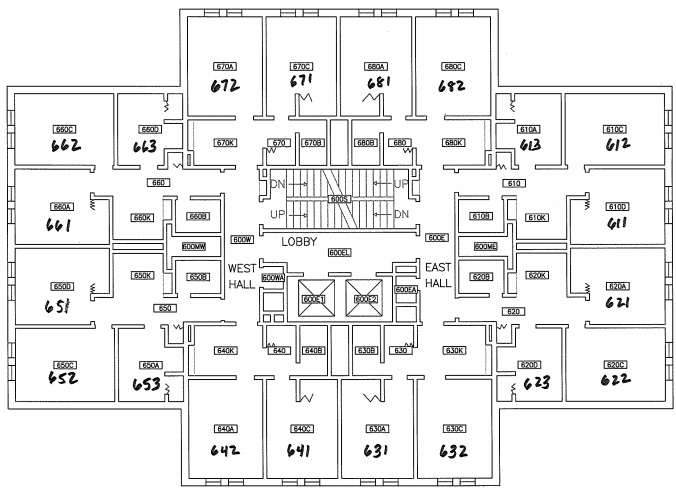 670A 670C 680A 680C
672 671 681 682
660C 660D 670K 670 670B 680B 680 680K 610A 610C
662 663 613 612
660 DN UP 610
600S
660A 660K 660B UP DN 610B 610K 610D
661 611
600MW 600W LOBBY 600E 600ME
600EL
650D 650K 650B WEST HALL 600WA EAST HALL 620B 620K 620A
651 600E1 600E2 600EA 621
650 620
650C 650A 640K 640 640B 630B 630 630K 620D 620C
652 653 623 622
640A 640C 630A 630C
642 641 631 632